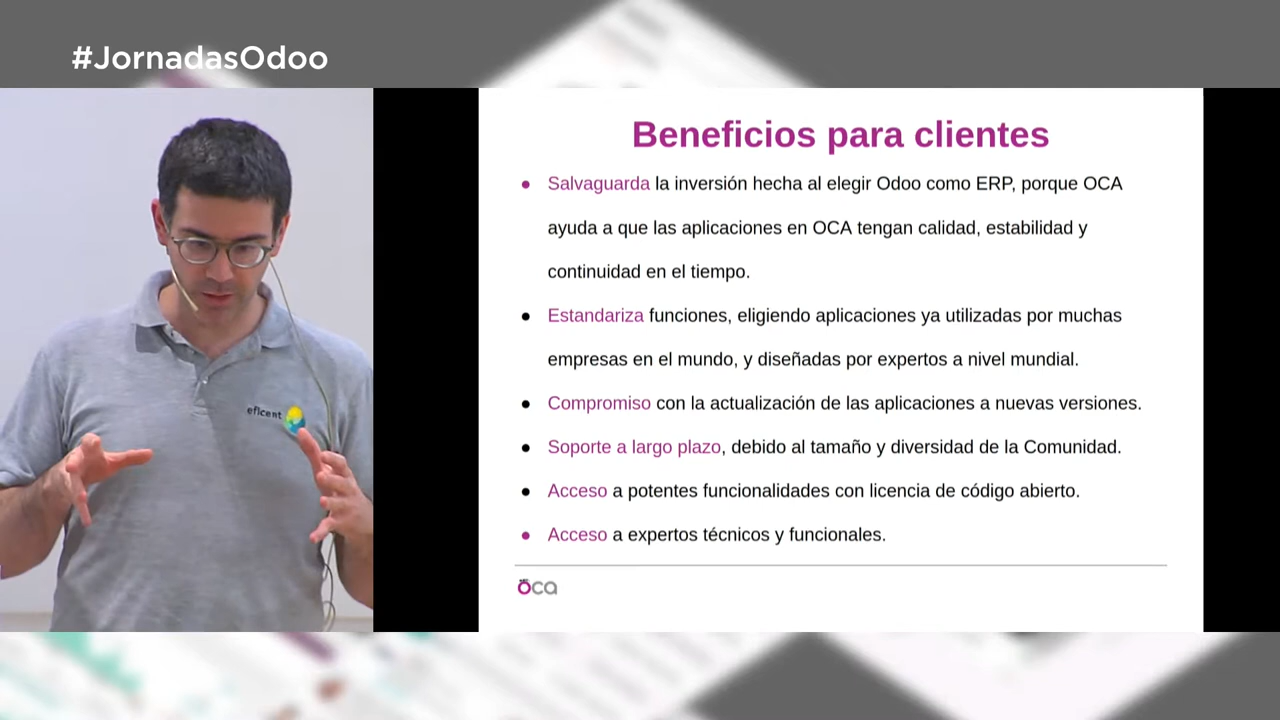 #JornadasOdoo
eficent
Beneficios para clientes
● Salvaguarda la inversión hecha al elegir Odoo como ERP, porque OCA
ayuda a que las aplicaciones en OCA tengan calidad, estabilidad y
continuidad en el tiempo.
● Estandariza funciones, eligiendo aplicaciones ya utilizadas por muchas
empresas en el mundo, y diseñadas por expertos a nivel mundial.
● Compromiso con la actualización de las aplicaciones a nuevas versiones.
● Soporte a largo plazo, debido al tamaño y diversidad de la Comunidad.
● Acceso a potentes funcionalidades con licencia de código abierto.
● Acceso a expertos técnicos y funcionales.
oca